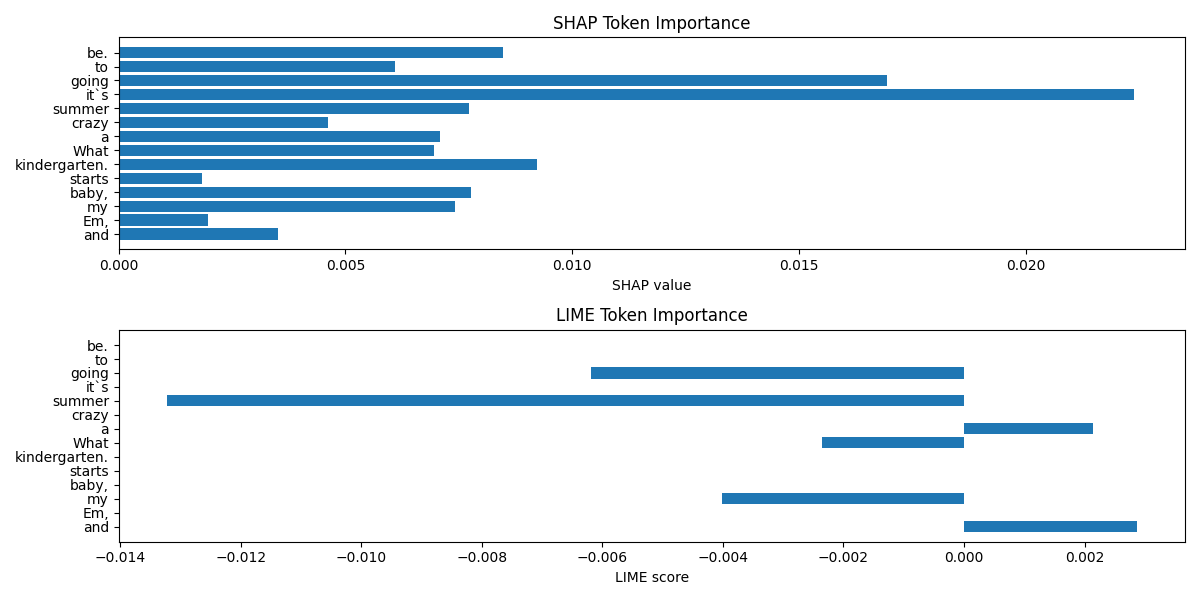 SHAP Token Importance
be.
to
going
it`s
summer
crazy
a
What
kindergarten.
starts
baby,
my
Em,
and
0.000 0.005 0.010 0.015 0.020
SHAP value
LIME Token Importance
be.
to
going
it`s
summer
crazy
a
What
kindergarten.
starts
baby,
my
Em,
and
−0.014 −0.012 −0.010 −0.008 −0.006 −0.004 −0.002 0.000 0.002
LIME score